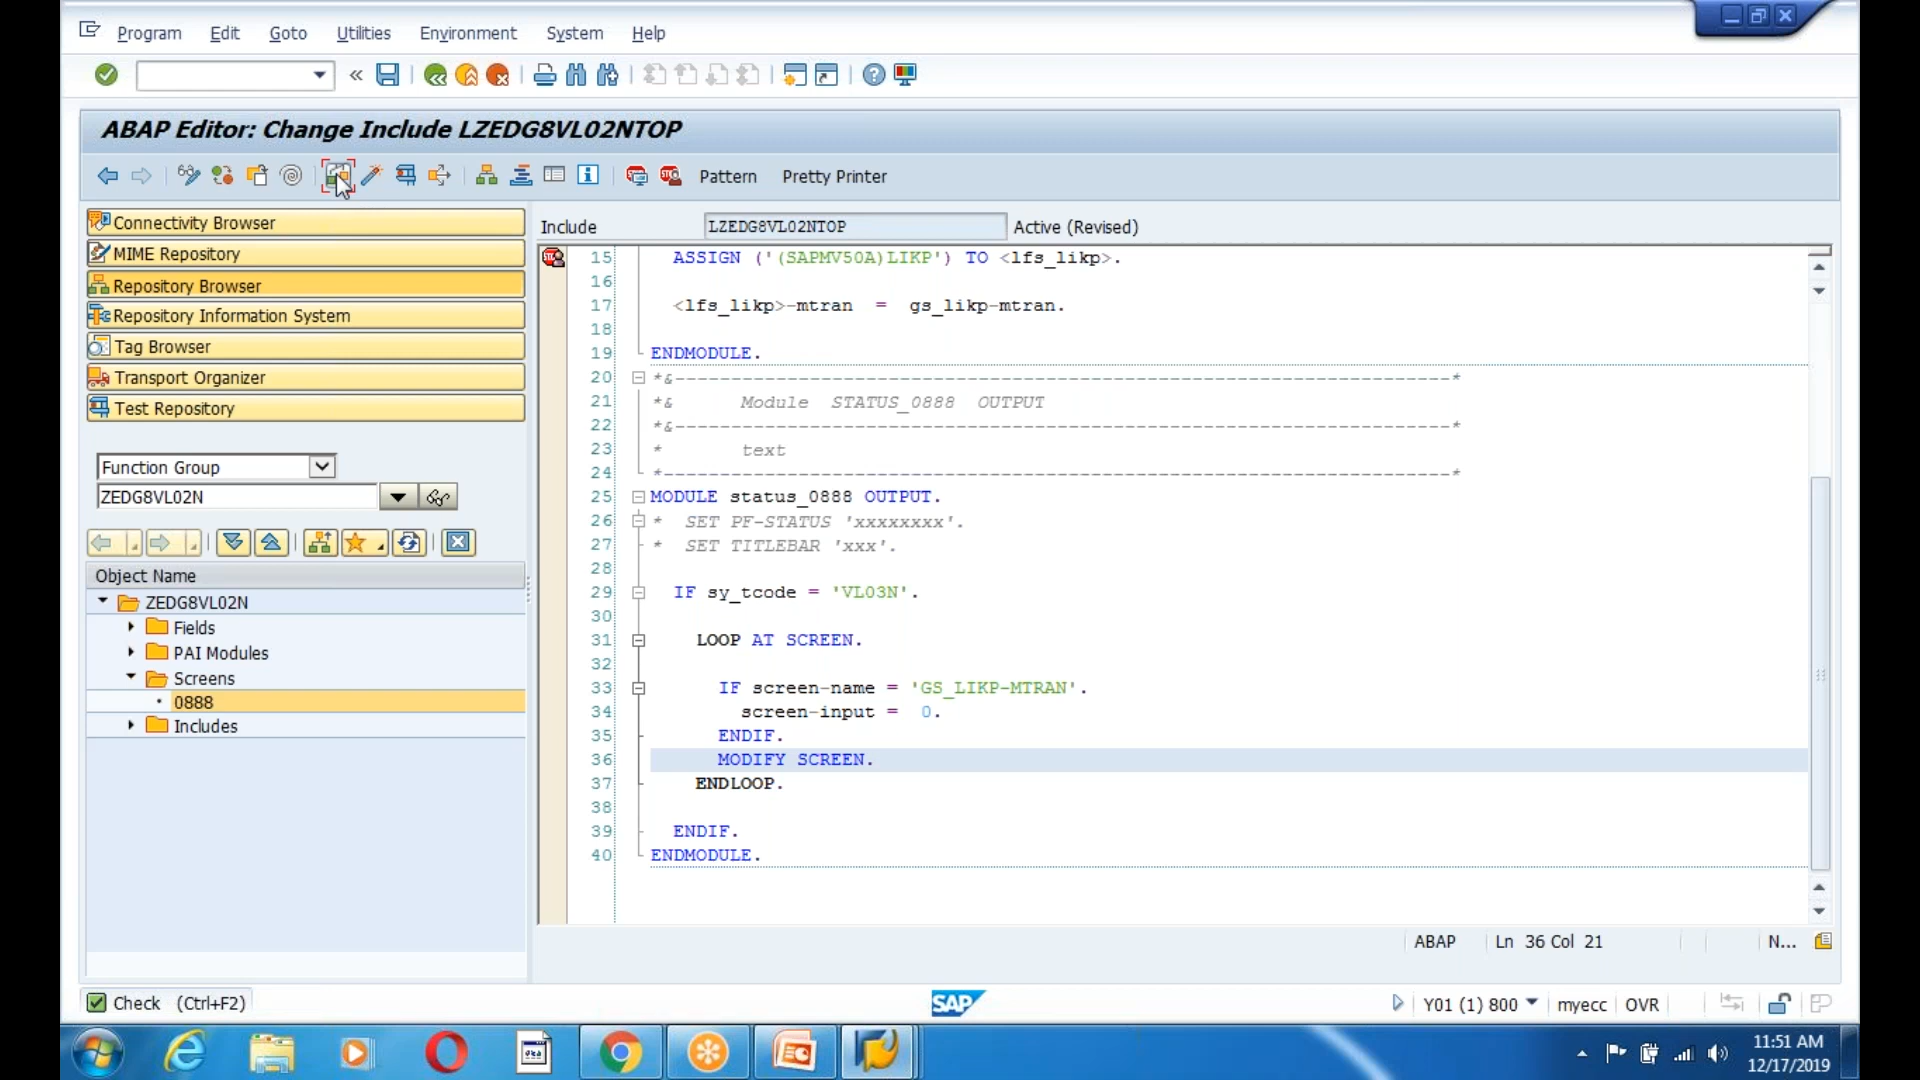 Program Edit Goto Utilities Environment System Help
ABAP Editor: Change Include LZEDG8VL02NTOP
Pattern Pretty Printer
Connectivity Browser
MIME Repository
Repository Browser
Repository Information System
Tag Browser
Transport Organizer
Test Repository
Function Group
ZEDG8VL02N
Object Name
ZEDG8VL02N
Fields
PAI Modules
Screens
0888
Includes
Include LZEDG8VL02NTOP Active (Revised)
15 ASSIGN ('(SAPMV50A)LIKP') TO <lfs_likp>.
16
17 <lfs_likp>-mtran = gs_likp-mtran.
18
19 ENDMODULE.
20 *&---------------------------------------------------------------------*
21 *& Module STATUS_0888 OUTPUT
22 *&---------------------------------------------------------------------*
23 * text
24 *----------------------------------------------------------------------*
25 MODULE status_0888 OUTPUT.
26 * SET PF-STATUS 'xxxxxxxx'.
27 * SET TITLEBAR 'xxx'.
28
29 IF sy_tcode = 'VL03N'.
30
31 LOOP AT SCREEN.
32
33 IF screen-name = 'GS_LIKP-MTRAN'.
34 screen-input = 0.
35 ENDIF.
36 MODIFY SCREEN.
37 ENDLOOP.
38
39 ENDIF.
40 ENDMODULE.
ABAP Ln 36 Col 21 N...
Check (Ctrl+F2) SAP Y01 (1) 800 myecc OVR
11:51 AM
12/17/2019